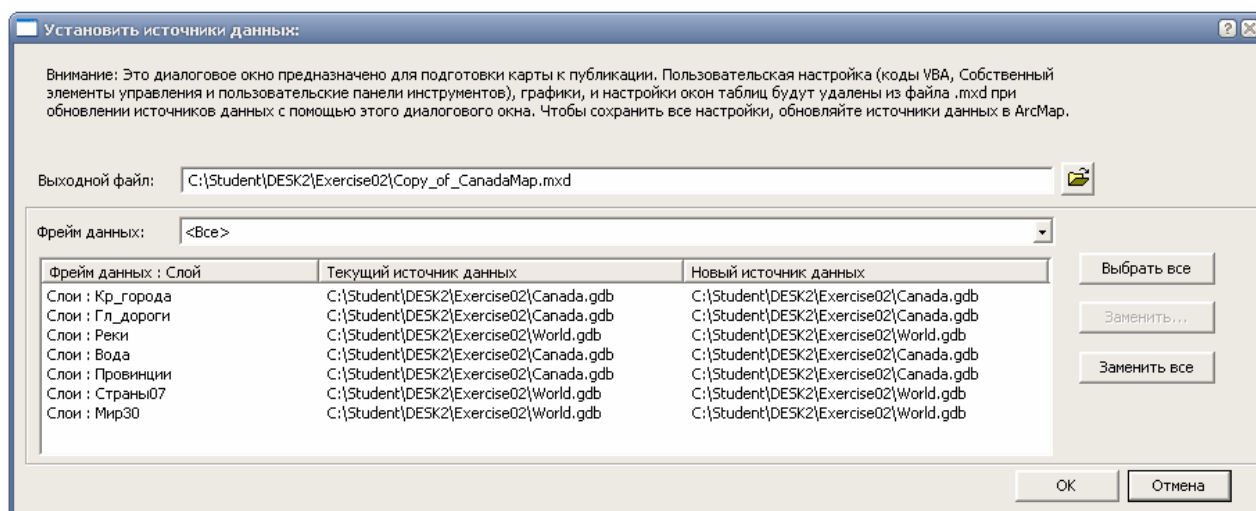 Установить источники данных:
Внимание: Это диалоговое окно предназначено для подготовки карты к публикации. Пользовательская настройка (коды VBA, Собственный
элементы управления и пользовательские панели инструментов), графики, и настройки окон таблиц будут удалены из файла .mxd при
обновлении источников данных с помощью этого диалогового окна. Чтобы сохранить все настройки, обновляйте источники данных в ArcMap.
Выходной файл: C:\Student\DESK2\Exercise02\Copy_of_CanadaMap.mxd
Фрейм данных: <Все>
Фрейм данных : Слой Текущий источник данных Новый источник данных Выбрать все
Слои : Кр_города C:\Student\DESK2\Exercise02\Canada.gdb C:\Student\DESK2\Exercise02\Canada.gdb
Слои : Гл_дороги C:\Student\DESK2\Exercise02\Canada.gdb C:\Student\DESK2\Exercise02\Canada.gdb Заменить...
Слои : Реки C:\Student\DESK2\Exercise02\World.gdb C:\Student\DESK2\Exercise02\World.gdb
Слои : Вода C:\Student\DESK2\Exercise02\Canada.gdb C:\Student\DESK2\Exercise02\Canada.gdb
Слои : Провинции C:\Student\DESK2\Exercise02\Canada.gdb C:\Student\DESK2\Exercise02\Canada.gdb Заменить все
Слои : Страны07 C:\Student\DESK2\Exercise02\World.gdb C:\Student\DESK2\Exercise02\World.gdb
Слои : Мир30 C:\Student\DESK2\Exercise02\World.gdb C:\Student\DESK2\Exercise02\World.gdb
OK Отмена